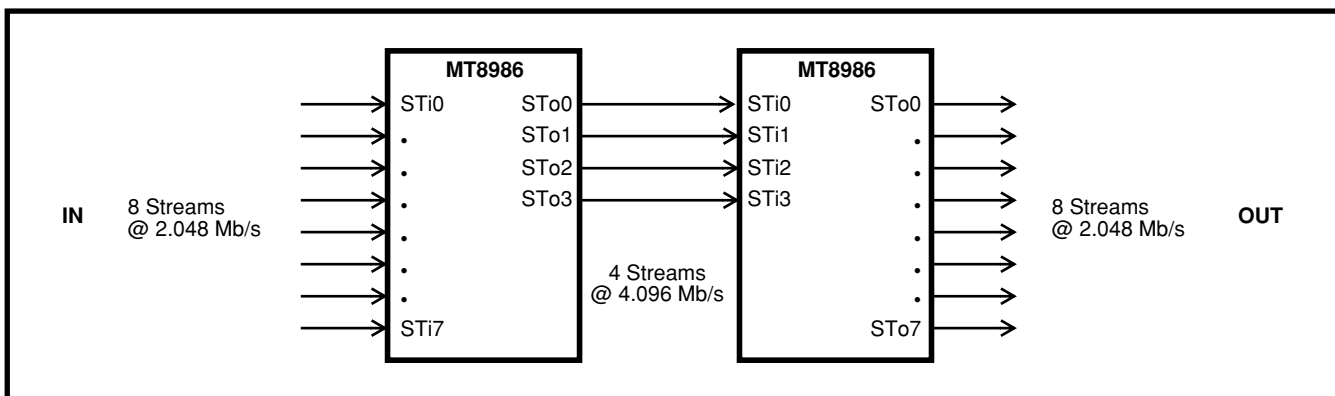 MT8986
STi0
STo0
.
STo1
.
STo2
.
STo3
.
.
.
STi7
IN
8 Streams
@ 2.048 Mb/s
4 Streams
@ 4.096 Mb/s
MT8986
STi0
STo0
STi1
.
STi2
.
STi3
.
.
.
.
STo7
8 Streams
@ 2.048 Mb/s
OUT